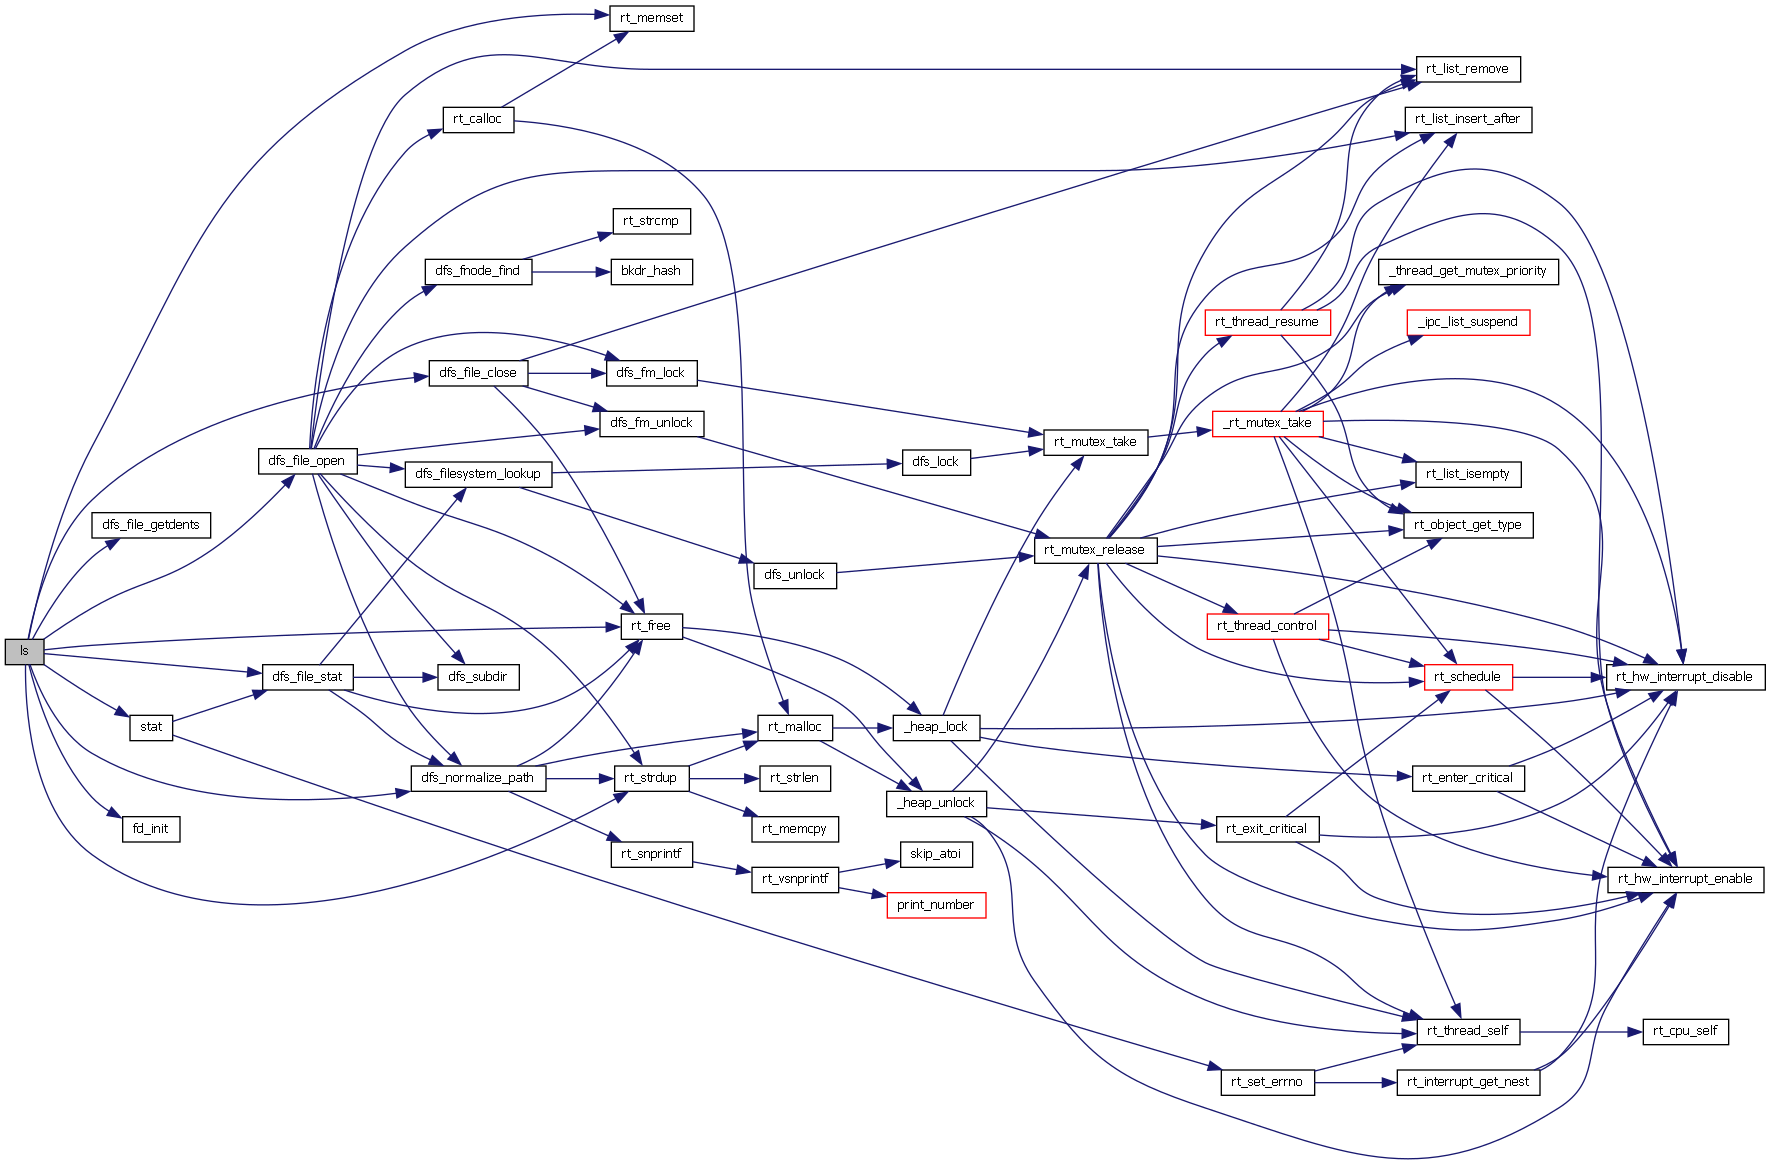 rt_memset
rt_list_remove
rt_calloc
rt_list_insert_after
rt_strcmp
dfs_fnode_find
bkdr_hash
_thread_get_mutex_priority
rt_thread_resume
_ipc_list_suspend
dfs_file_close
dfs_fm_lock
dfs_fm_unlock
_rt_mutex_take
rt_mutex_take
dfs_file_open
dfs_filesystem_lookup
dfs_lock
rt_list_isempty
dfs_file_getdents
rt_object_get_type
rt_mutex_release
dfs_unlock
rt_free
rt_thread_control
ls
dfs_file_stat
dfs_subdir
rt_schedule
rt_hw_interrupt_disable
stat
rt_malloc
_heap_lock
dfs_normalize_path
rt_strdup
rt_strlen
rt_enter_critical
_heap_unlock
fd_init
rt_memcpy
rt_exit_critical
rt_snprintf
skip_atoi
rt_vsnprintf
rt_hw_interrupt_enable
print_number
rt_thread_self
rt_cpu_self
rt_set_errno
rt_interrupt_get_nest